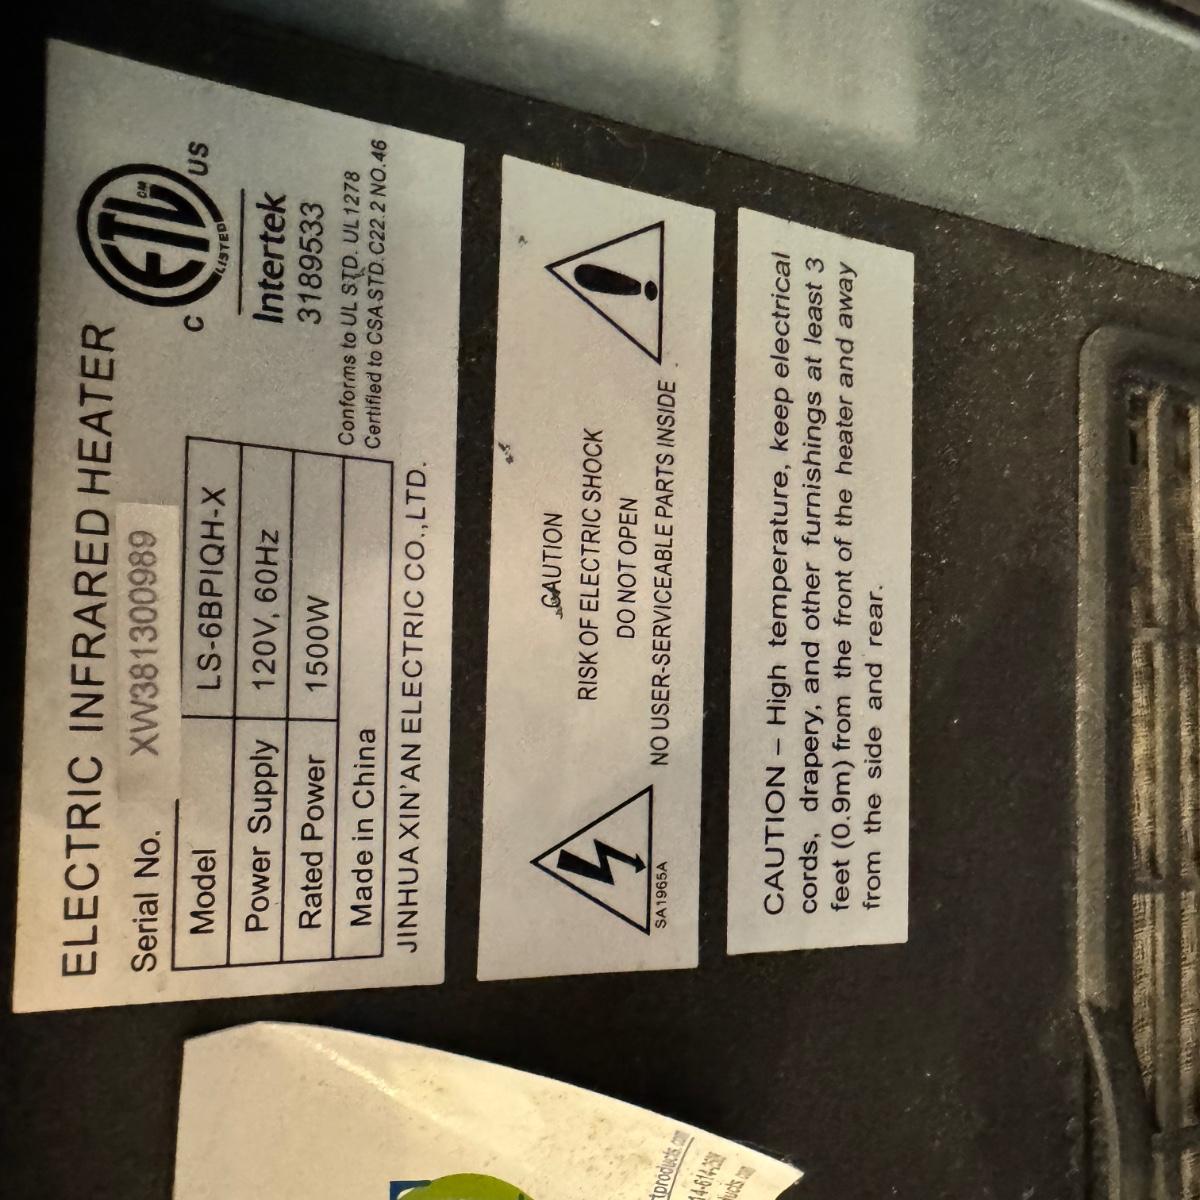 ELECTRIC INFRARED HEATER
Serial No. XW381300989
Model LS-6BPIQH-X
Power Supply 120V, 60Hz
Rated Power 1500W
Made in China
JINHUA XIN'AN ELECTRIC CO.,LTD.
ETL CM
LISTED
C US
Intertek
3189533
Conforms to UL STD. UL1278
Certified to CSA STD. C22.2 NO.46
CAUTION
RISK OF ELECTRIC SHOCK
DO NOT OPEN
NO USER-SERVICEABLE PARTS INSIDE
SA1965A
CAUTION – High temperature, keep electrical
cords, drapery, and other furnishings at least 3
feet (0.9m) from the front of the heater and away
from the side and rear.